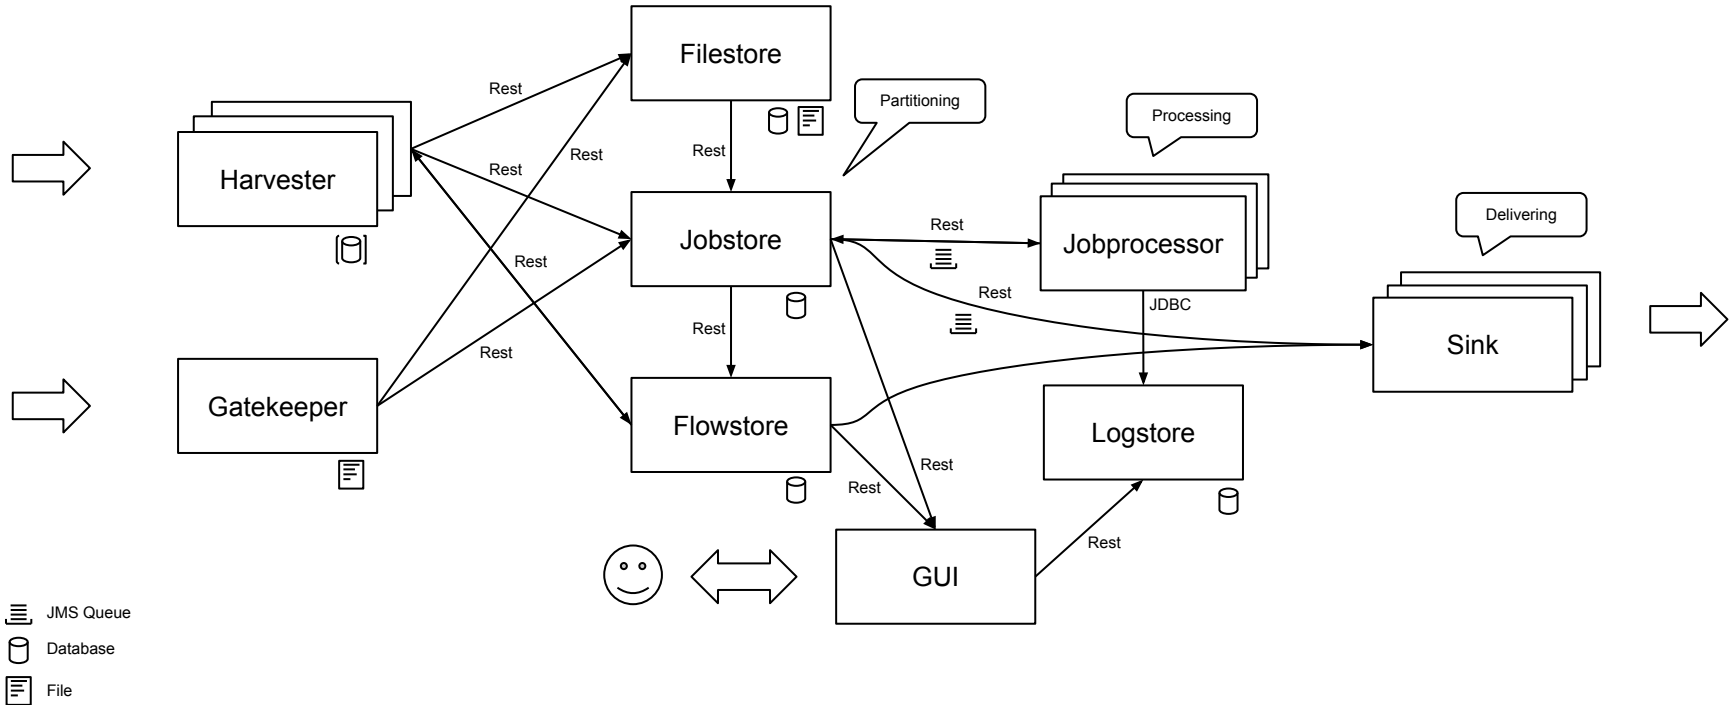 Filestore
Rest
Partitioning
Processing
Rest
Rest
Harvester
Rest
Delivering
Jobstore
Rest
Jobprocessor
Rest
Rest
JDBC
Rest
Rest
Sink
Gatekeeper
Flowstore
Logstore
Rest
Rest
Rest
GUI
JMS Queue
Database
File